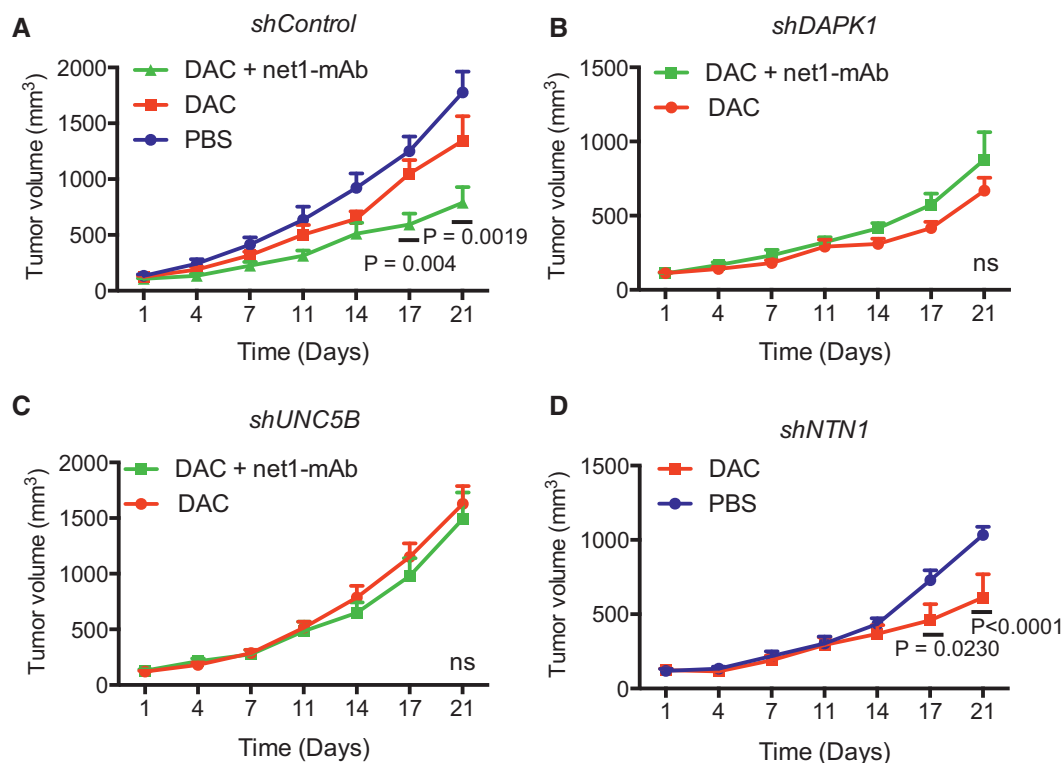 A
shControl
Tumor volume (mm3)
2000
1500
1000
500
0
DAC + net1-mAb
DAC
PBS
P = 0.0019
P = 0.004
1 4 7 11 14 17 21
Time (Days)
B
shDAPK1
Tumor volume (mm3)
1500
1000
500
0
DAC + net1-mAb
DAC
ns
1 4 7 11 14 17 21
Time (Days)
C
shUNC5B
Tumor volume (mm3)
2000
1500
1000
500
0
DAC + net1-mAb
DAC
ns
1 4 7 11 14 17 21
Time (Days)
D
shNTN1
Tumor volume (mm3)
1500
1000
500
0
DAC
PBS
P<0.0001
P = 0.0230
1 4 7 11 14 17 21
Time (Days)